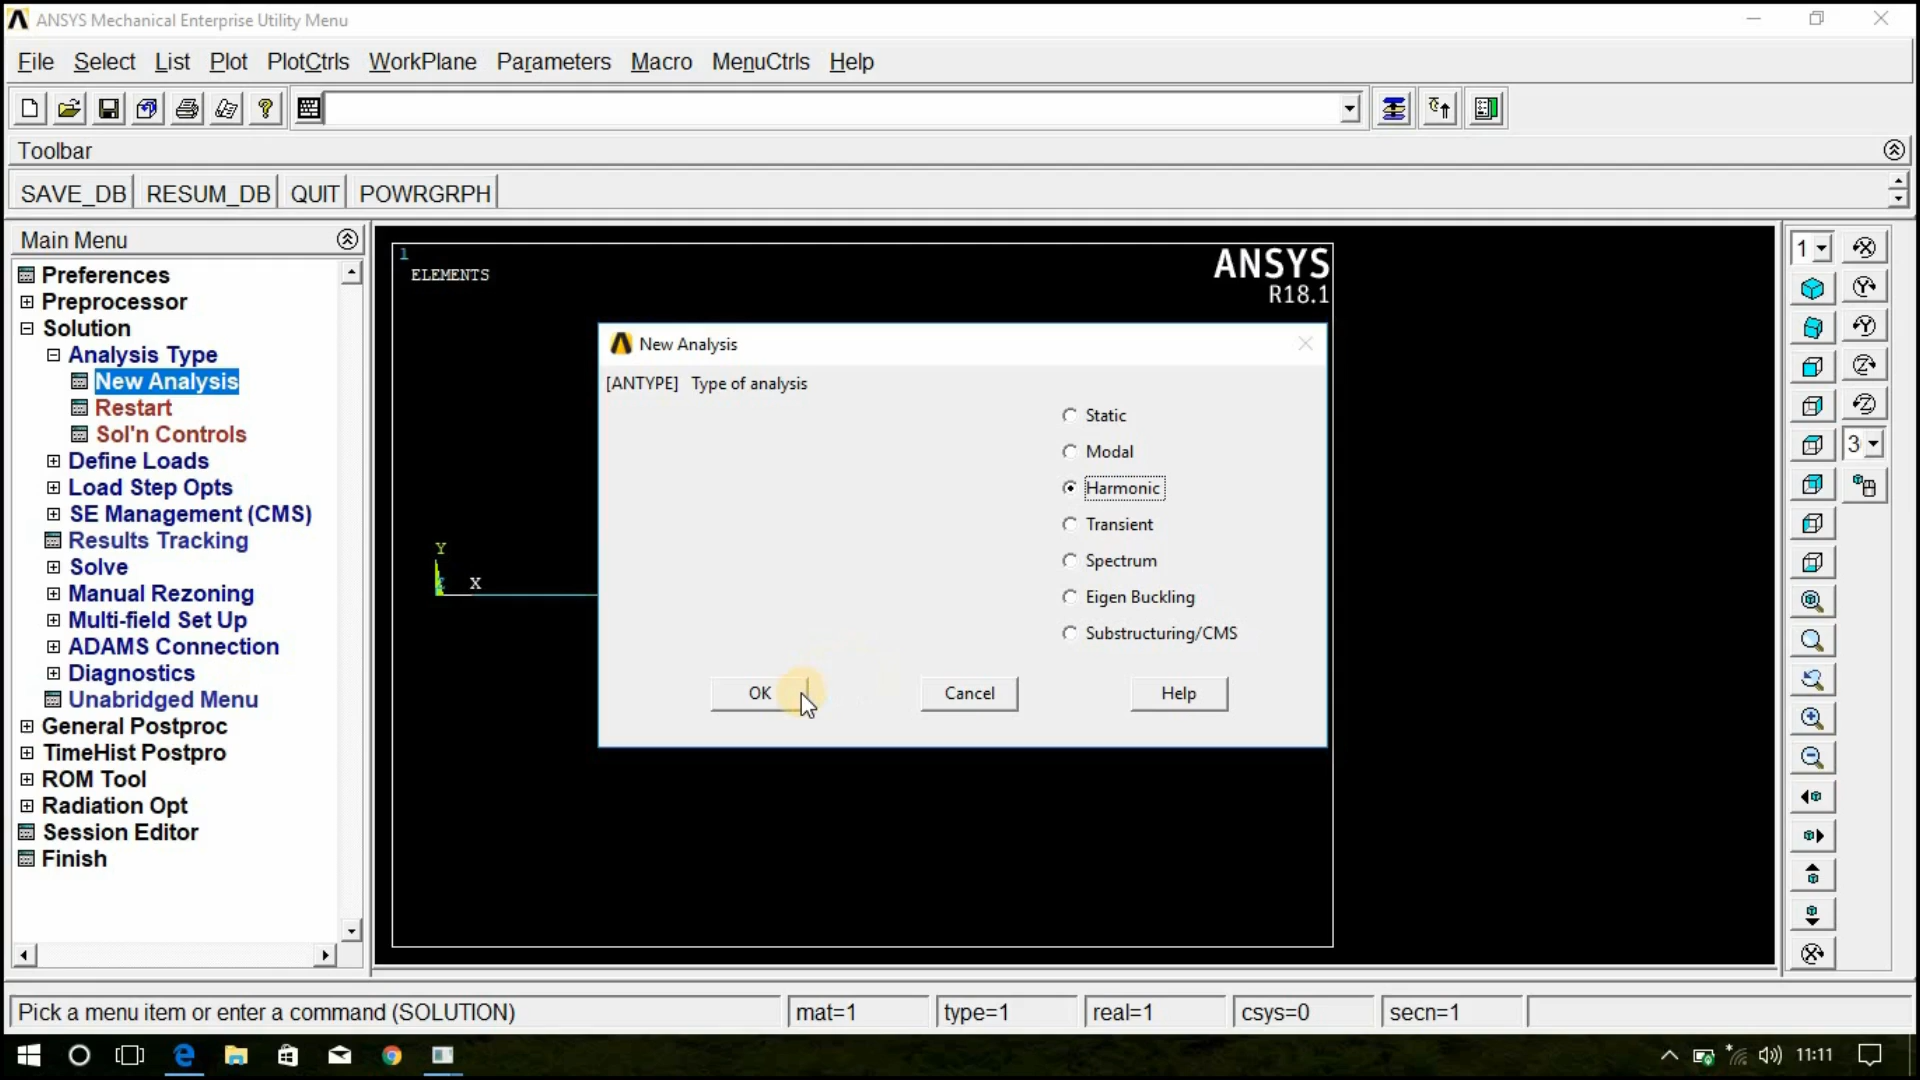 ANSYS Mechanical Enterprise Utility Menu
File Select List Plot PlotCtrls WorkPlane Parameters Macro MenuCtrls Help
Toolbar
SAVE_DB RESUM_DB QUIT POWRGRPH
Main Menu
Preferences
Preprocessor
Solution
Analysis Type
New Analysis
Restart
Sol'n Controls
Define Loads
Load Step Opts
SE Management (CMS)
Results Tracking
Solve
Manual Rezoning
Multi-field Set Up
ADAMS Connection
Diagnostics
Unabridged Menu
General Postproc
TimeHist Postpro
ROM Tool
Radiation Opt
Session Editor
Finish
1
ELEMENTS
ANSYS
R18.1
Y
X
New Analysis
[ANTYPE] Type of analysis
Static
Modal
Harmonic
Transient
Spectrum
Eigen Buckling
Substructuring/CMS
OK Cancel Help
1
3
Pick a menu item or enter a command (SOLUTION) mat=1 type=1 real=1 csys=0 secn=1
11:11